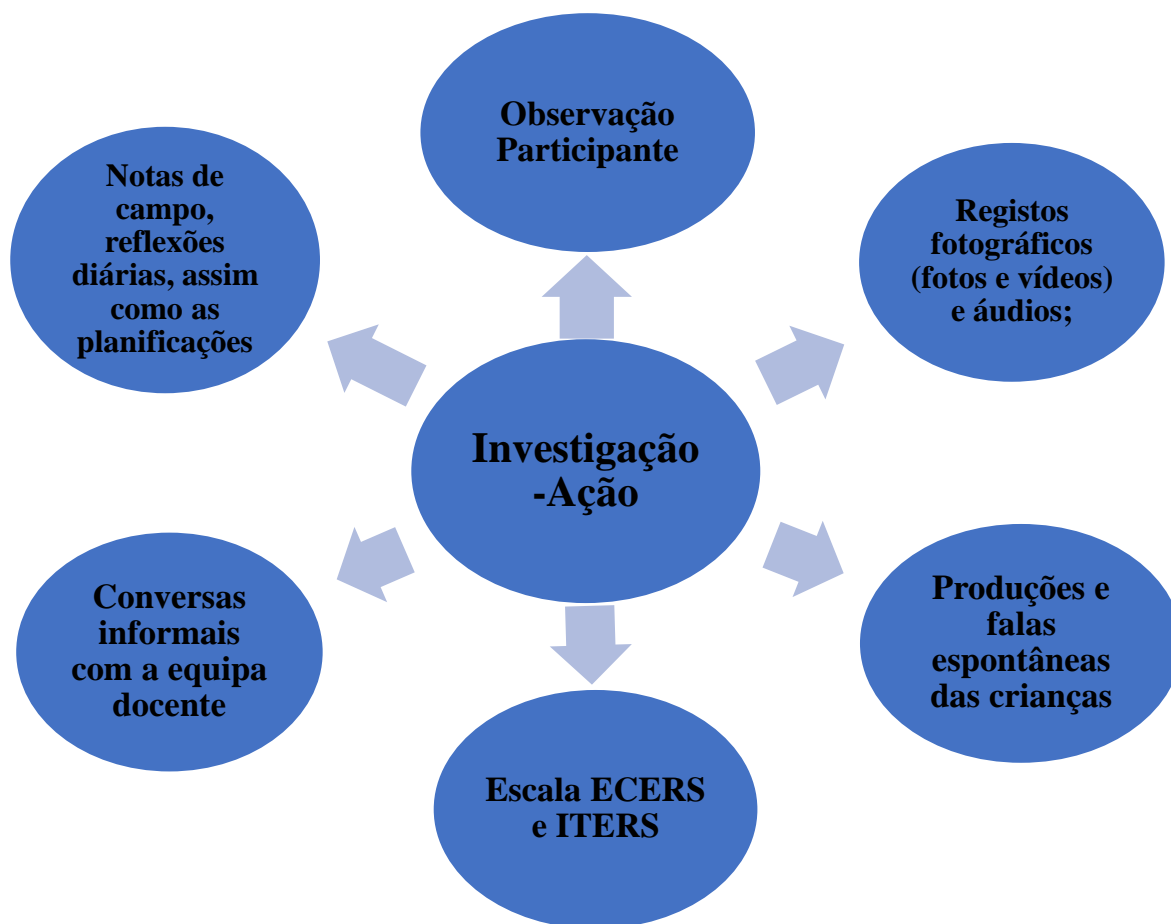 Observação
Participante
Notas de
campo,
reflexões
diárias, assim
como as
planificações
Registos
fotográficos
(fotos e vídeos)
e áudios;
Investigação
-Ação
Conversas
informais
com a equipa
docente
Produções e
falas
espontâneas
das crianças
Escala ECERS
e ITERS